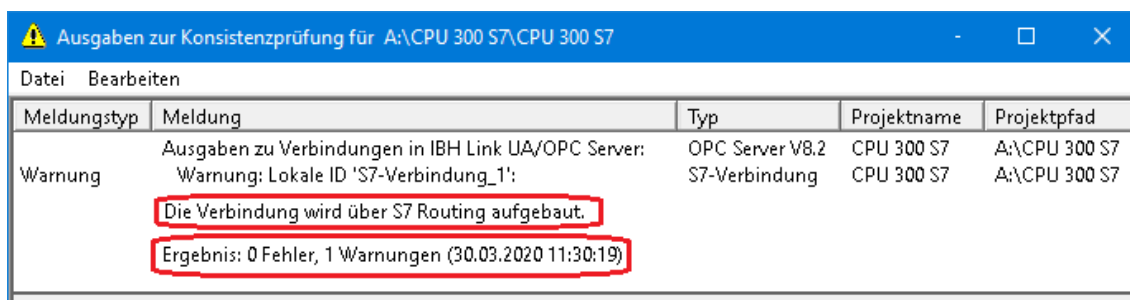 Ausgaben zur Konsistenzprüfung für A:\CPU 300 S7\CPU 300 S7
Datei Bearbeiten
Meldungstyp Meldung Typ Projektname Projektpfad
Ausgaben zu Verbindungen in IBH Link UA/OPC Server: OPC Server V8.2 CPU 300 S7 A:\CPU 300 S7
Warnung Warnung: Lokale ID 'S7-Verbindung_1': S7-Verbindung CPU 300 S7 A:\CPU 300 S7
Die Verbindung wird über S7 Routing aufgebaut.
Ergebnis: 0 Fehler, 1 Warnungen (30.03.2020 11:30:19)